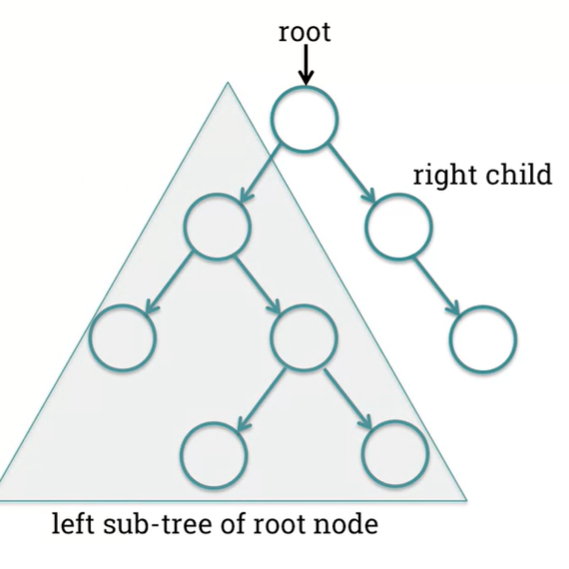 root
right child
left sub-tree of root node